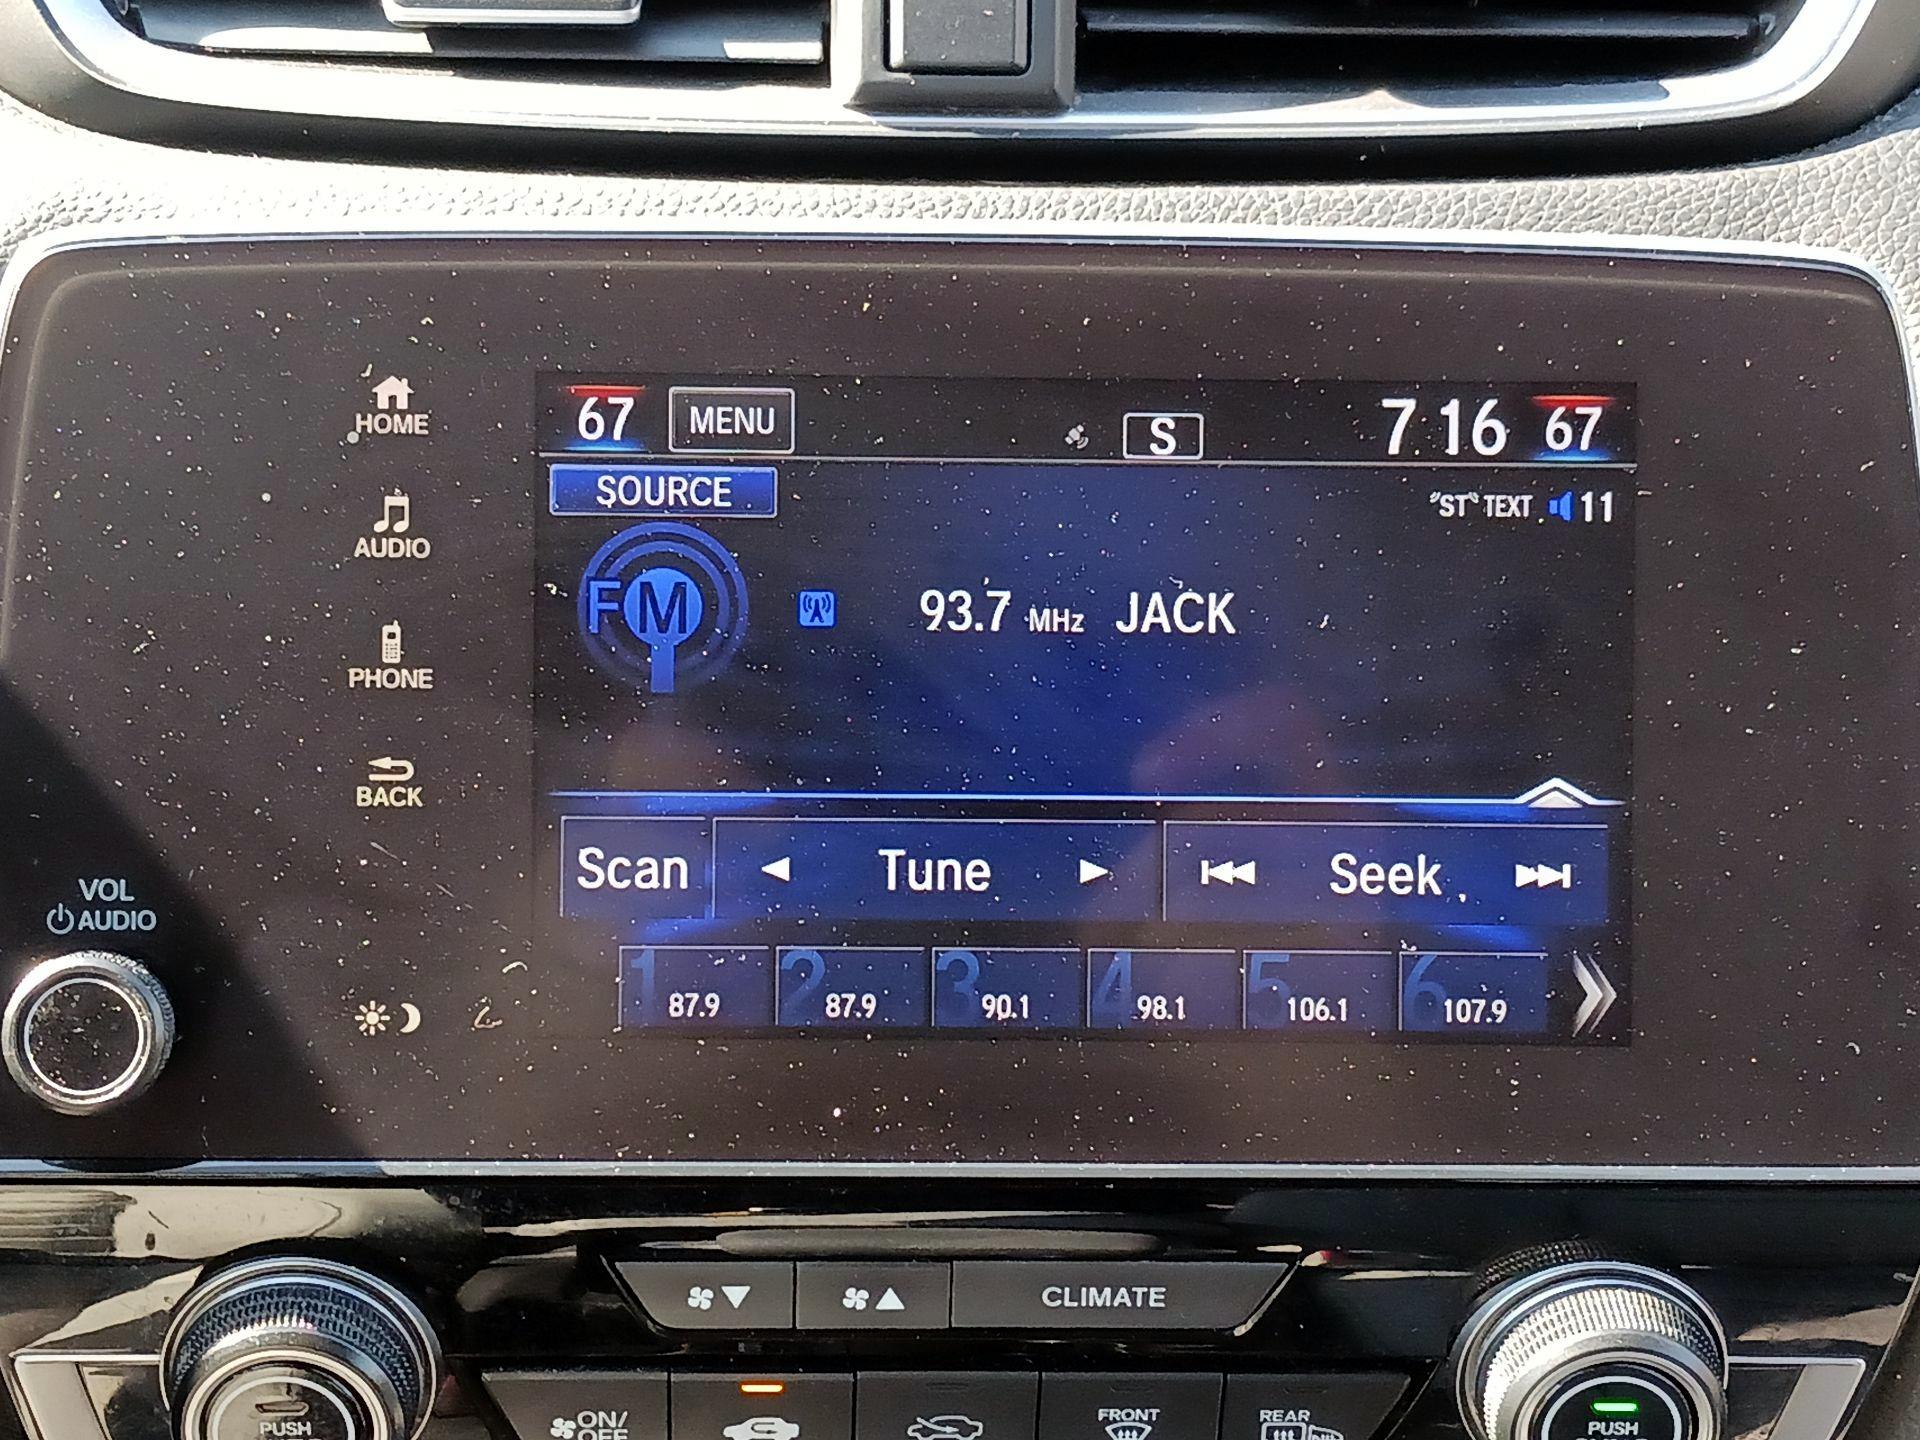 67 MENU S 7 16 67
HOME
SOURCE
"ST" TEXT 11
AUDIO
FM 93.7 MHz JACK
PHONE
BACK
Scan Tune Seek
VOL
AUDIO
1 87.9 2 87.9 3 90.1 4 98.1 5 106.1 6 107.9
CLIMATE
ON/
OFF
FRONT
REAR
PUSH
PUSH